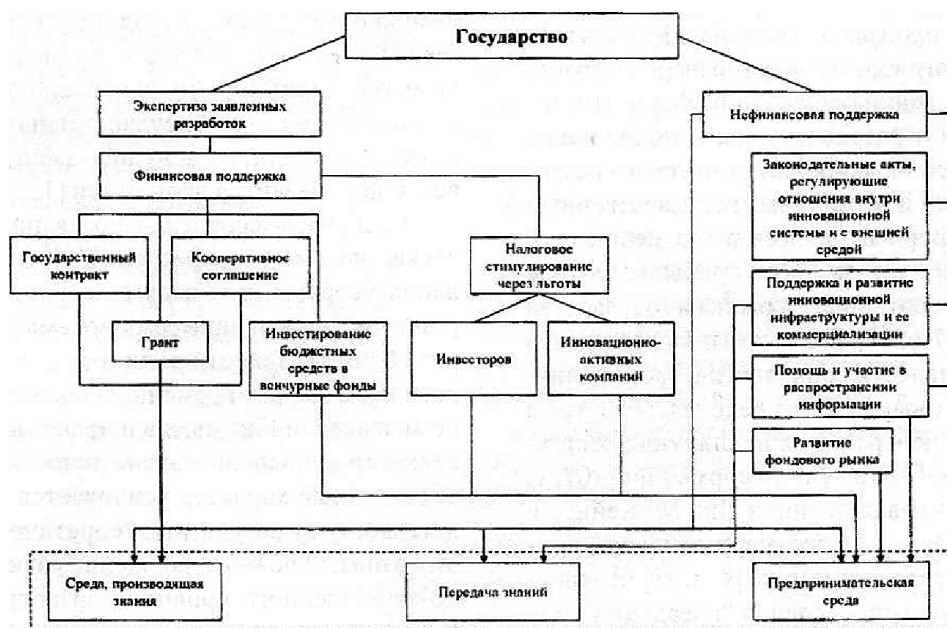 Государство
Экспертиза заявленных
разработок
Нефинансовая поддержка
Финансовая поддержка
Законодательные акты,
регулирующие
отношения внутри
инновационной
системы и с внешней
средой
Государственный
контракт
Кооперативное
соглашение
Налоговое
стимулирование
через льготы
Поддержка и развитие
инновационной
инфраструктуры и ее
коммерциализации
Грант
Инвестирование
бюджетных
средств в
венчурные фонды
Инвесторов
Инновационно-
активных
компаний
Помощь и участие в
распространении
информации
Развитие
фондового рынка
Среда, производящая
знания
Передача знаний
Предпринимательская
среда